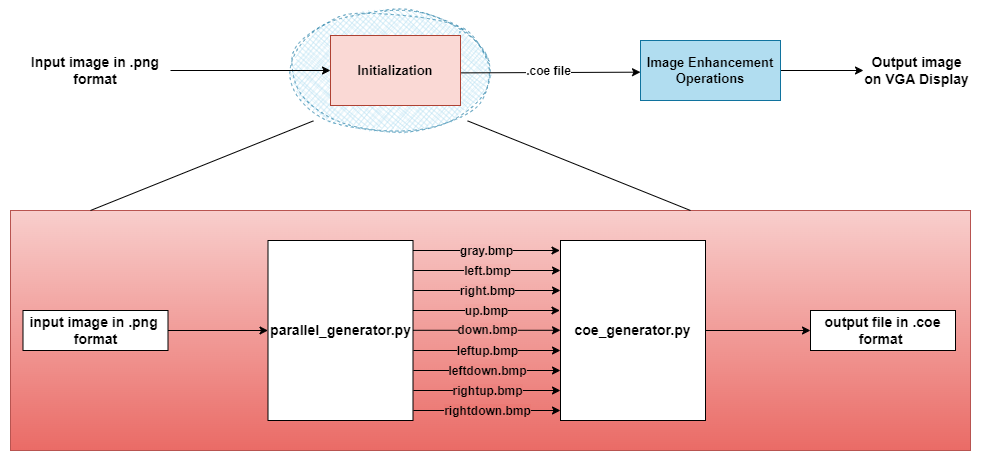 Input image in .png
format
Initialization
.coe file
Image Enhancement
Operations
Output image
on VGA Display
input image in .png
format
parallel_generator.py
gray.bmp
left.bmp
right.bmp
up.bmp
down.bmp
leftup.bmp
leftdown.bmp
rightup.bmp
rightdown.bmp
coe_generator.py
output file in .coe
format